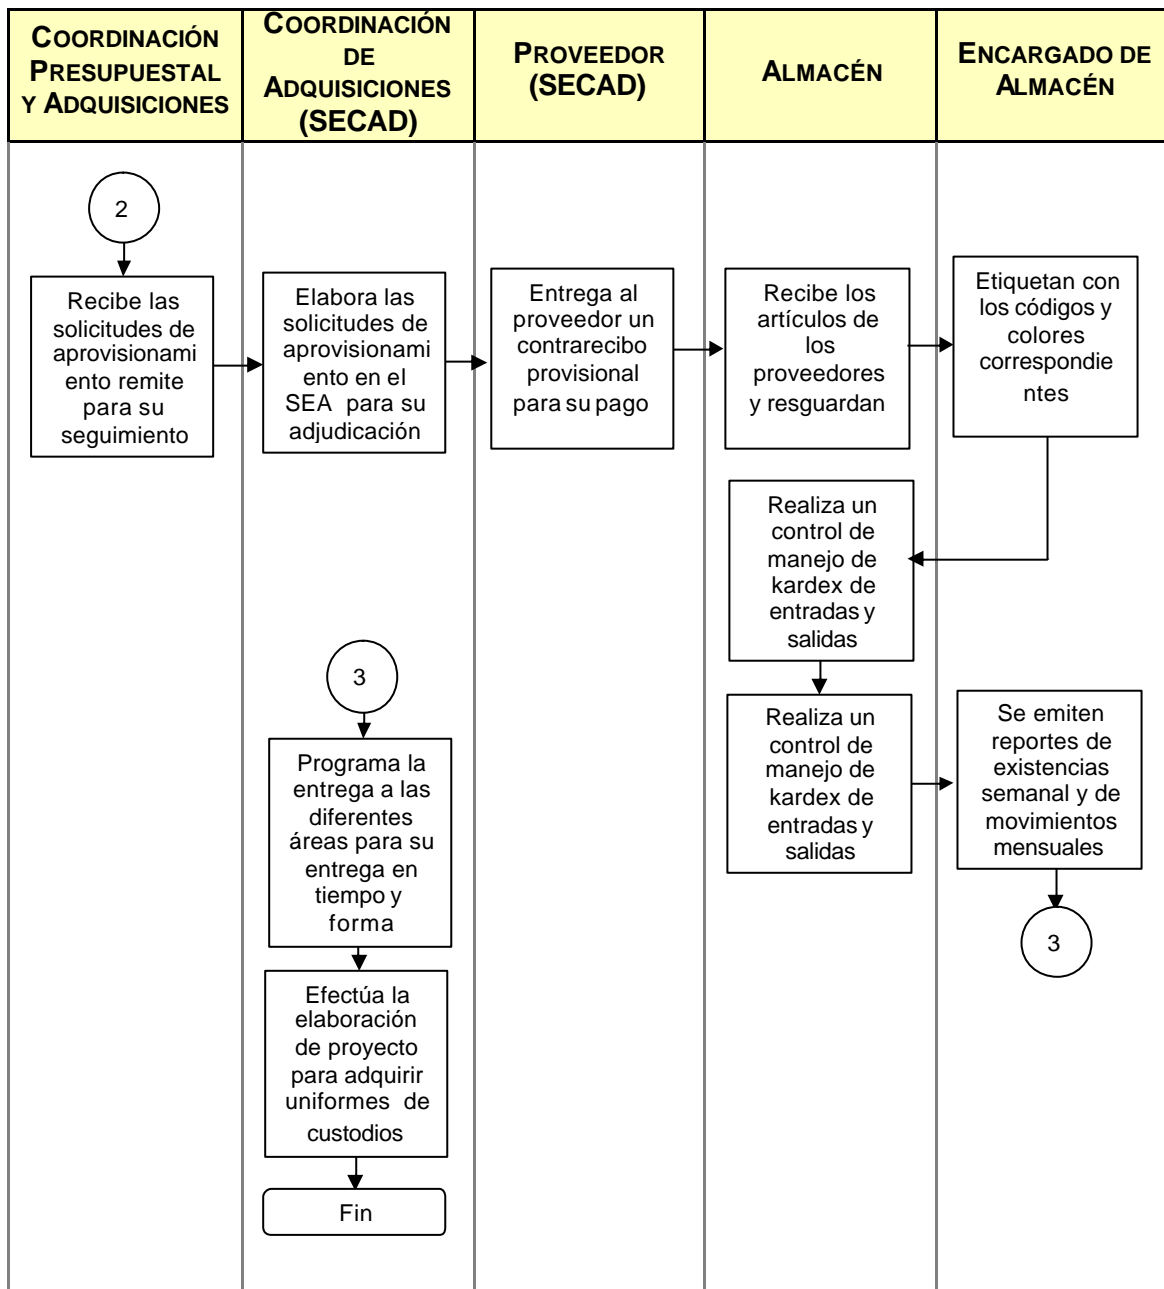 COORDINACIÓN
PRESUPUESTAL
Y ADQUISICIONES
COORDINACIÓN
DE
ADQUISICIONES
(SECAD)
PROVEEDOR
(SECAD)
ALMACÉN
ENCARGADO DE
ALMACÉN
2
Recibe las
solicitudes de
aprovisionami
ento remite
para su
seguimiento
Elabora las
solicitudes de
aprovisionami
ento en el
SEA para su
adjudicación
Entrega al
proveedor un
contrarecibo
provisional
para su pago
Recibe los
artículos de
los
proveedores
y resguardan
Etiquetan con
los códigos y
colores
correspondie
ntes
Realiza un
control de
manejo de
kardex de
entradas y
salidas
Realiza un
control de
manejo de
kardex de
entradas y
salidas
Se emiten
reportes de
existencias
semanal y de
movimientos
mensuales
3
3
Programa la
entrega a las
diferentes
áreas para su
entrega en
tiempo y
forma
Efectúa la
elaboración
de proyecto
para adquirir
uniformes de
custodios
Fin